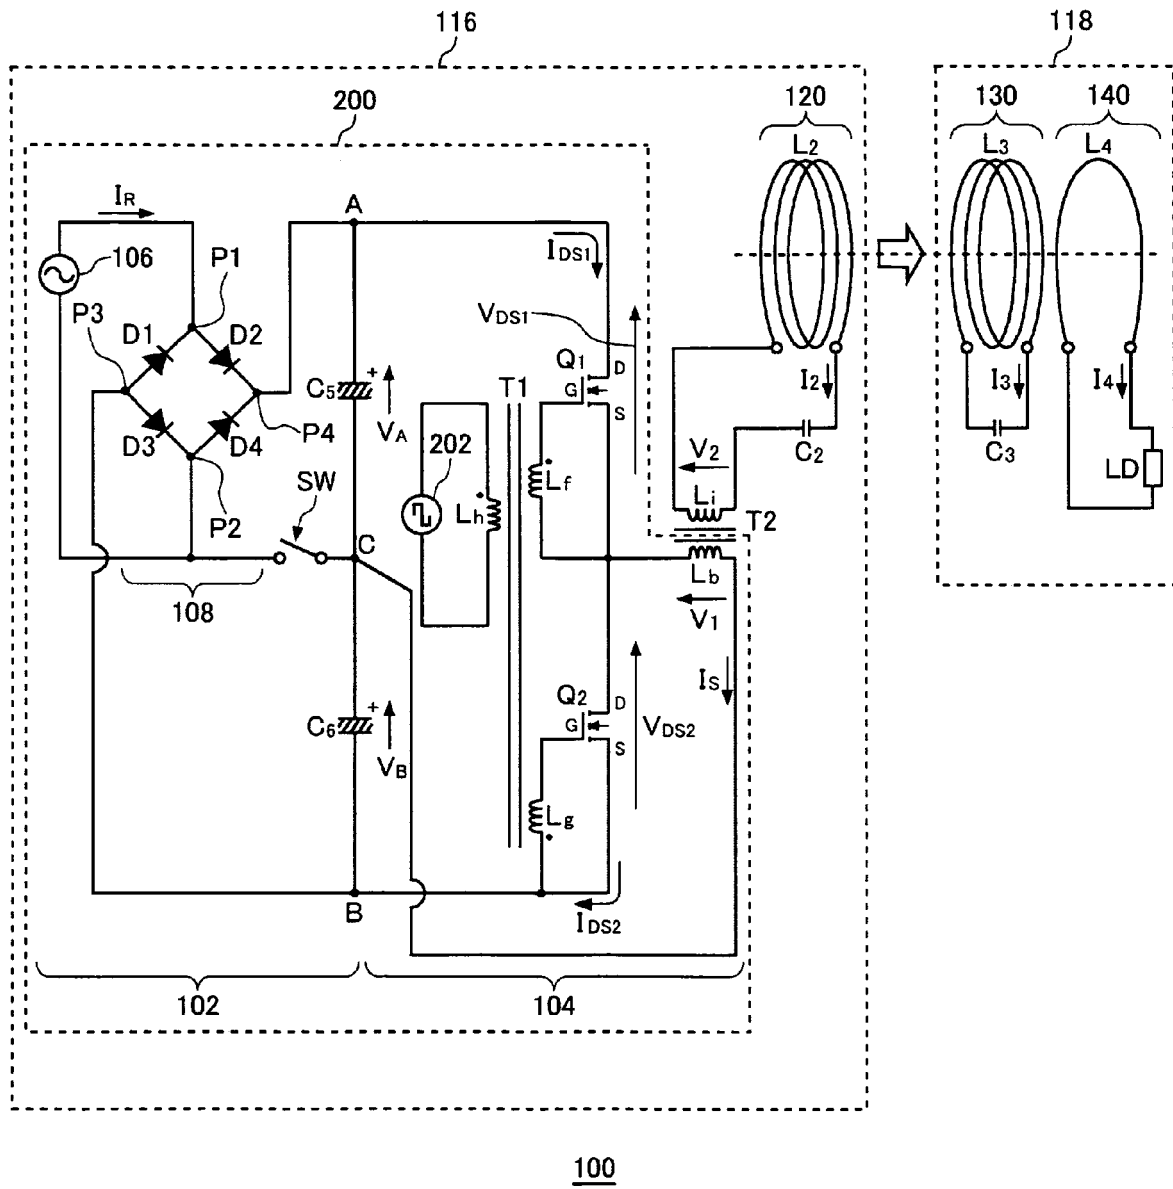 116
118
200
120
130
140
L2
L3
L4
IR
A
106
P1
IDS1
P3
VDS1
D1
D2
Q1
D
G
S
C5
+
T1
I2
I3
I4
VA
P4
D3
D4
202
Lf
V2
C2
C3
LD
SW
Lh
Li
T2
P2
C
Lb
108
V1
IS
Q2
D
G
S
C6
+
VDS2
VB
Lg
B
IDS2
102
104
100